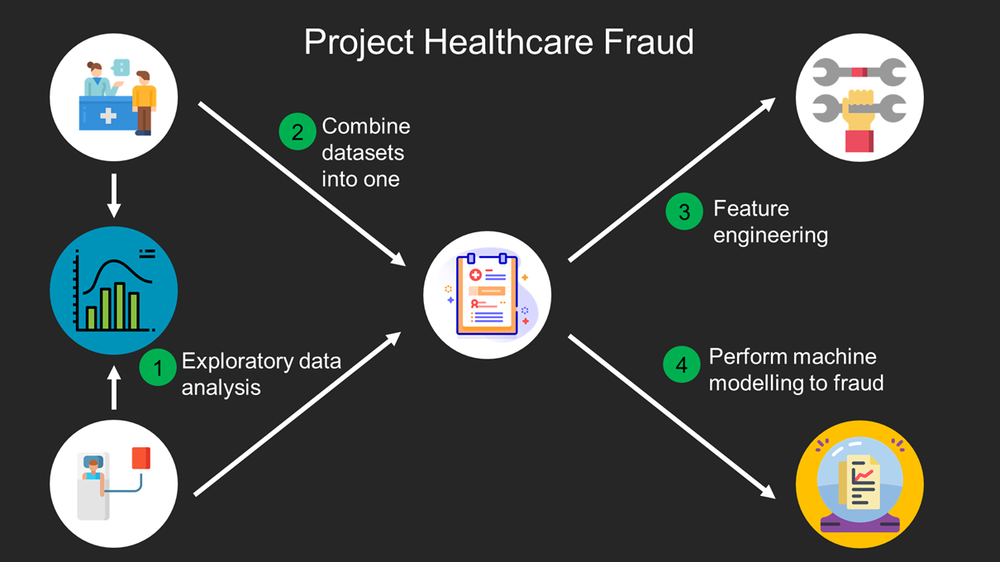 Project Healthcare Fraud
2
Combine
datasets
into one
3
Feature
engineering
1
Exploratory data
analysis
4
Perform machine
modelling to fraud